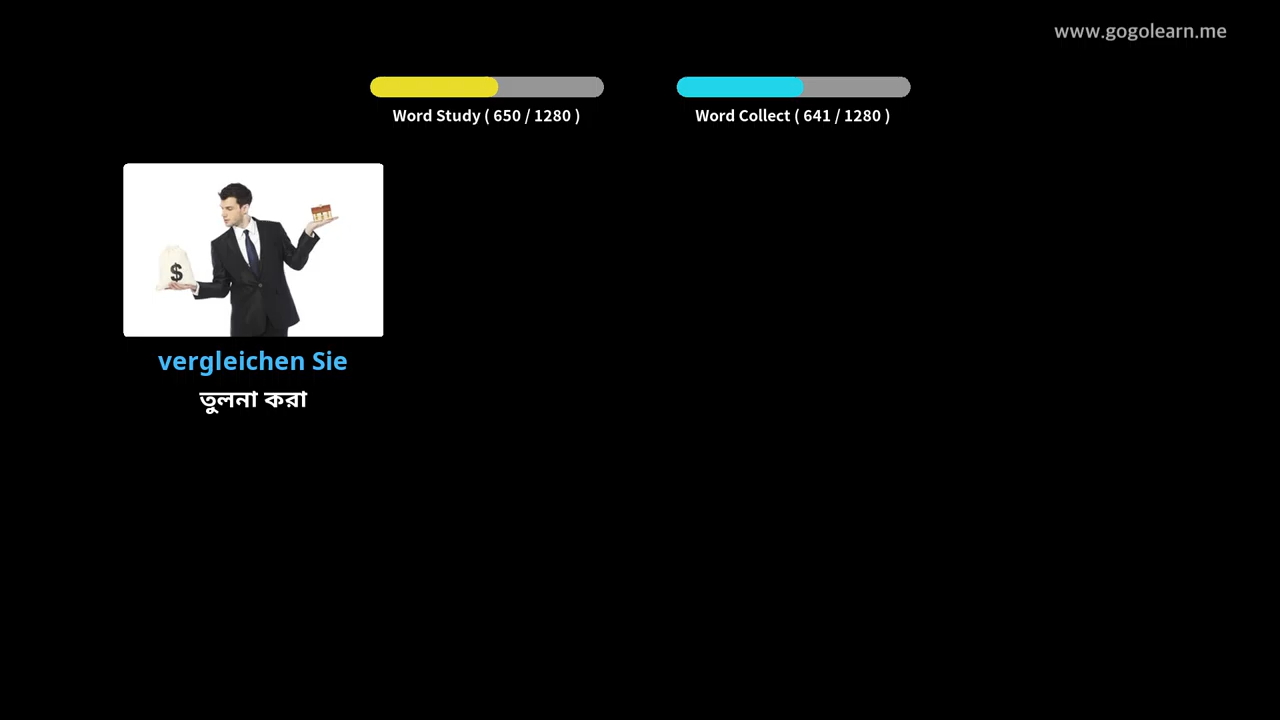 www.gogolearn.me
Word Study ( 650 / 1280 )
Word Collect ( 641 / 1280 )
$
vergleichen Sie
তুলনা করা